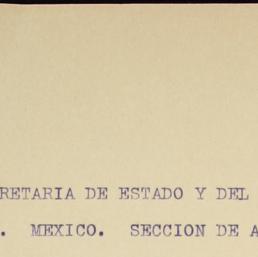 RETARIA DE ESTADO Y DEL
. MEXICO. SECCION DE A